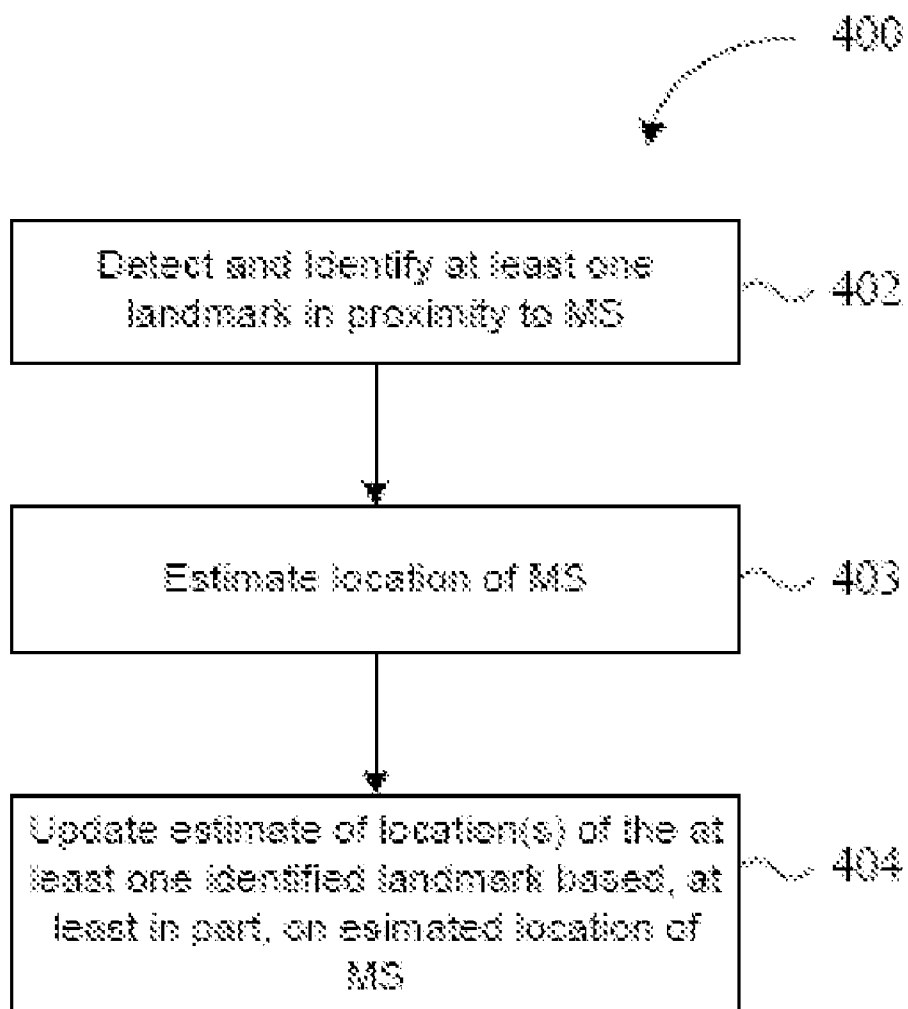 400
Detect and Identify at least one
landmark in proximity to MS
402
Estimate location of MS
403
Update estimate of location(s) of the at
least one identified landmark based, at
least in part, on esimated location of
MS
404